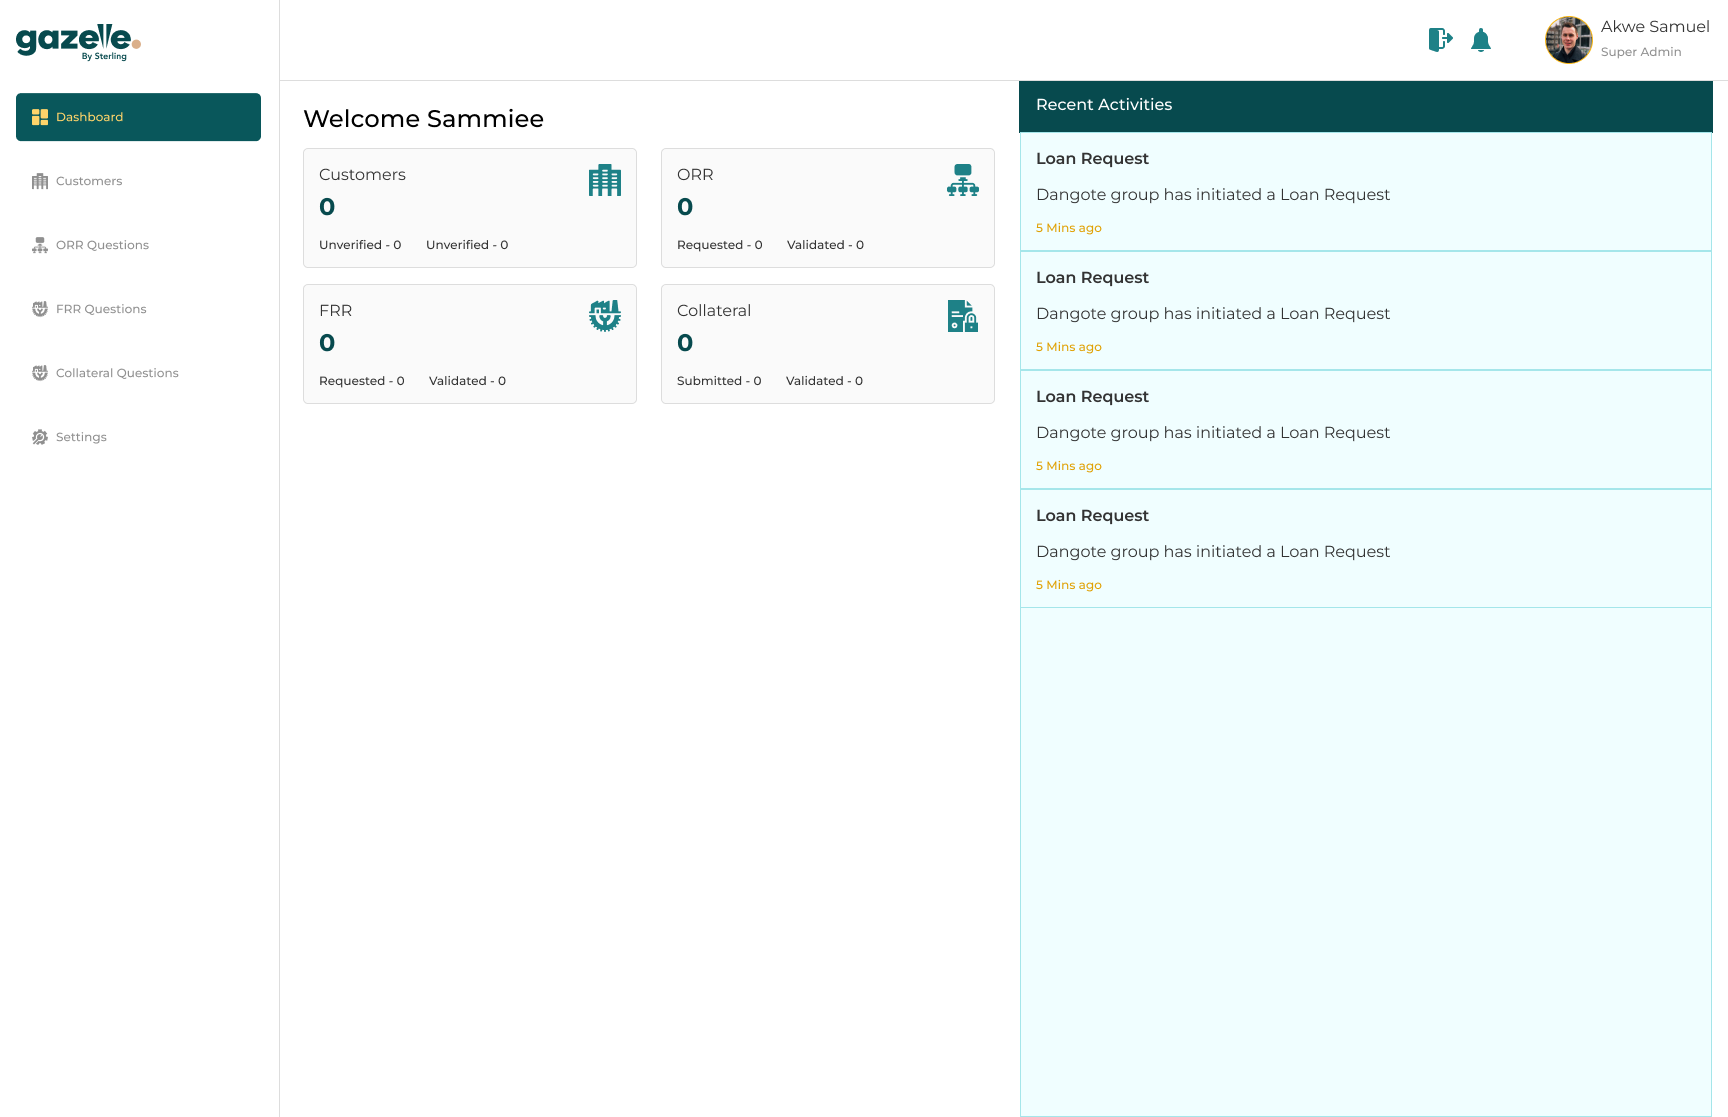 gazelle.
By Sterling
Akwe Samuel
Super Admin
Dashboard
Customers
ORR Questions
FRR Questions
Collateral Questions
Settings
Welcome Sammiee
Customers
0
Unverified - 0 Unverified - 0
ORR
0
Requested - 0 Validated - 0
FRR
0
Requested - 0 Validated - 0
Collateral
0
Submitted - 0 Validated - 0
Recent Activities
Loan Request
Dangote group has initiated a Loan Request
5 Mins ago
Loan Request
Dangote group has initiated a Loan Request
5 Mins ago
Loan Request
Dangote group has initiated a Loan Request
5 Mins ago
Loan Request
Dangote group has initiated a Loan Request
5 Mins ago